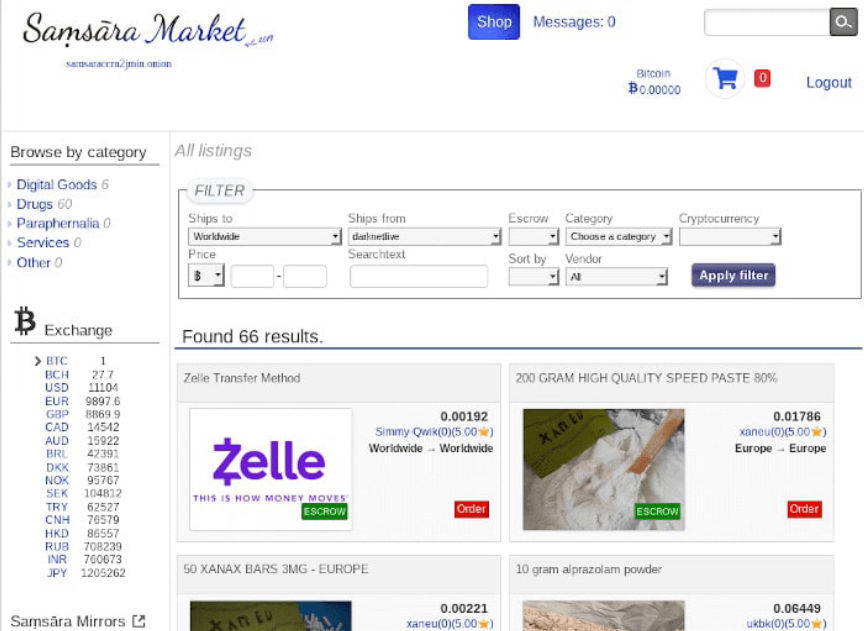 Saṃsāra Market
est. 2019
samsaraccrn2jmin.onion
Shop
Messages: 0
Bitcoin
฿0.00000
0
Logout
Browse by category
Digital Goods 6
Drugs 60
Paraphernalia 0
Services 0
Other 0
Exchange
BTC 1
BCH 27.7
USD 11104
EUR 9897.6
GBP 8869.9
CAD 14542
AUD 15922
BRL 42391
DKK 73861
NOK 95767
SEK 104812
TRY 62527
CNH 76579
HKD 86557
RUB 708239
INR 760673
JPY 1205262
Saṃsāra Mirrors
All listings
FILTER
Ships to Ships from Escrow Category Cryptocurrency
Worldwide darknetlive Choose a category
Price Searchtext Sort by Vendor
฿ - All Apply filter
Found 66 results.
Zelle Transfer Method
0.00192
Simmy-Qwik(0)(5.00★)
Worldwide → Worldwide
Zelle
THIS IS HOW MONEY MOVES
ESCROW
Order
200 GRAM HIGH QUALITY SPEED PASTE 80%
0.01786
xaneu(0)(5.00★)
Europe → Europe
XAN EU
ESCROW
Order
50 XANAX BARS 3MG - EUROPE
0.00221
xaneu(0)(5.00★)
XAN EU
10 gram alprazolam powder
0.06449
ukbk(0)(5.00★)